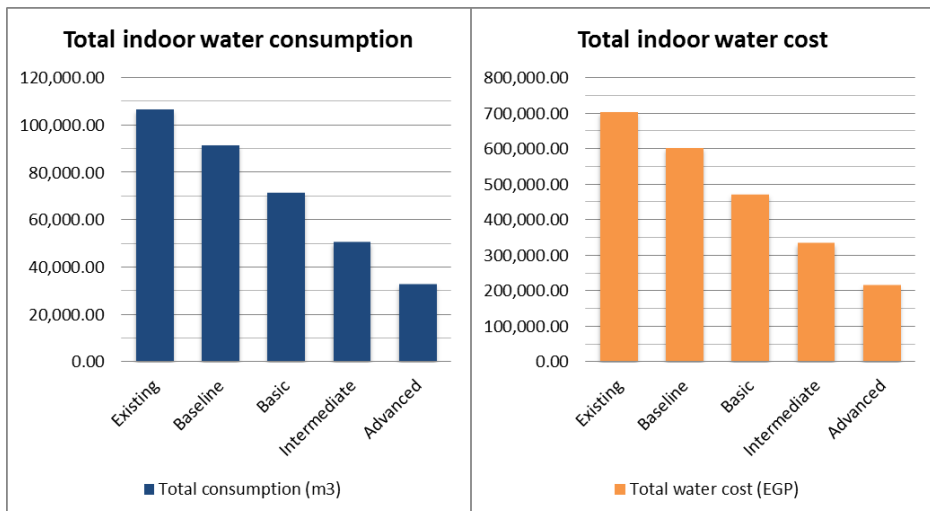 Total indoor water consumption
120,000.00
100,000.00
80,000.00
60,000.00
40,000.00
20,000.00
0.00
Existing
Baseline
Basic
Intermediate
Advanced
Total consumption (m3)
Total indoor water cost
800,000.00
700,000.00
600,000.00
500,000.00
400,000.00
300,000.00
200,000.00
100,000.00
0.00
Existing
Baseline
Basic
Intermediate
Advanced
Total water cost (EGP)